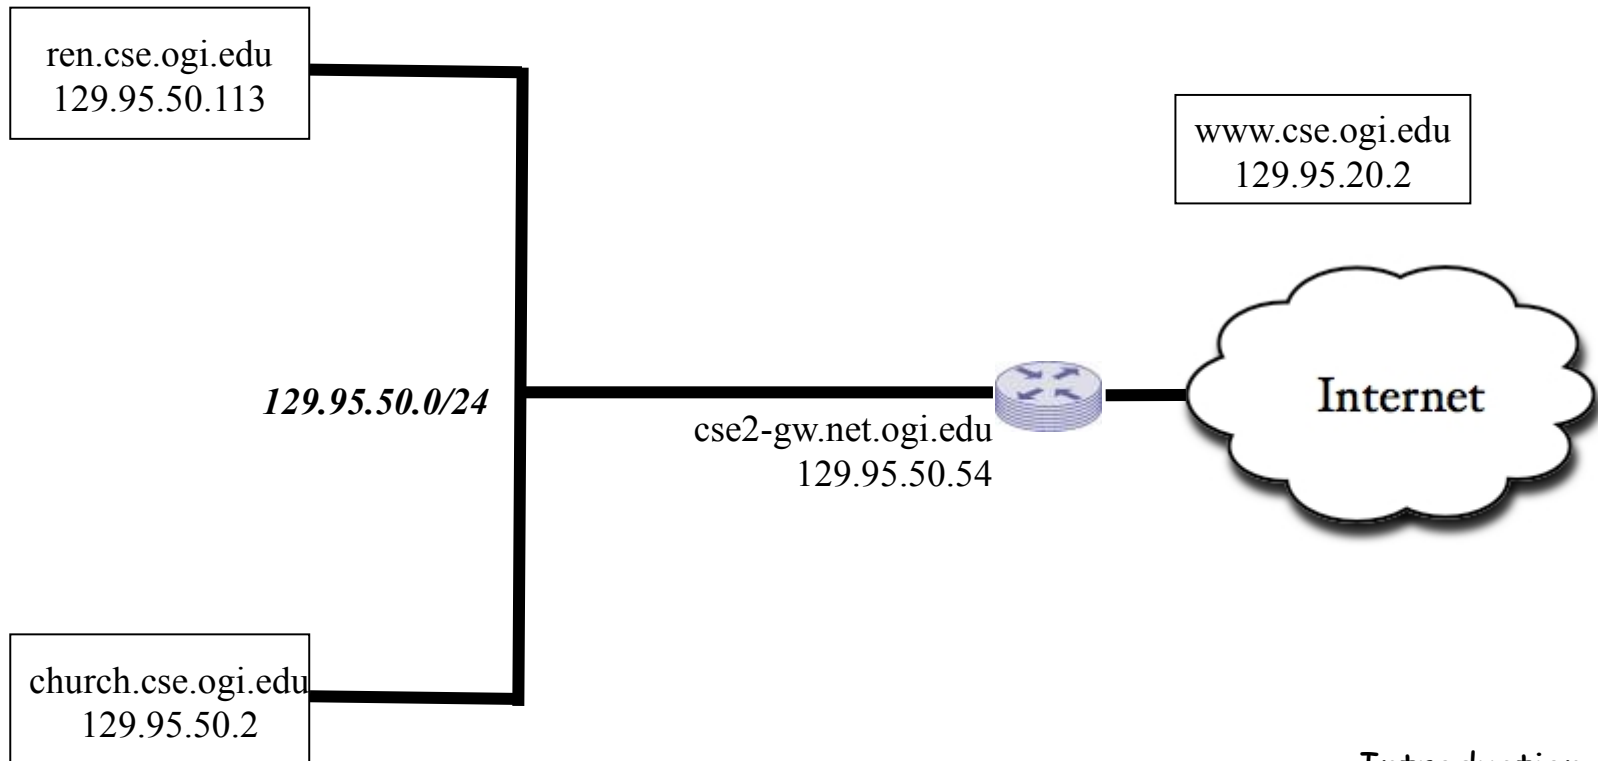 ren.cse.ogi.edu
129.95.50.113
www.cse.ogi.edu
129.95.20.2
129.95.50.0/24
Internet
cse2-gw.net.ogi.edu
129.95.50.54
church.cse.ogi.edu
129.95.50.2
Introduction